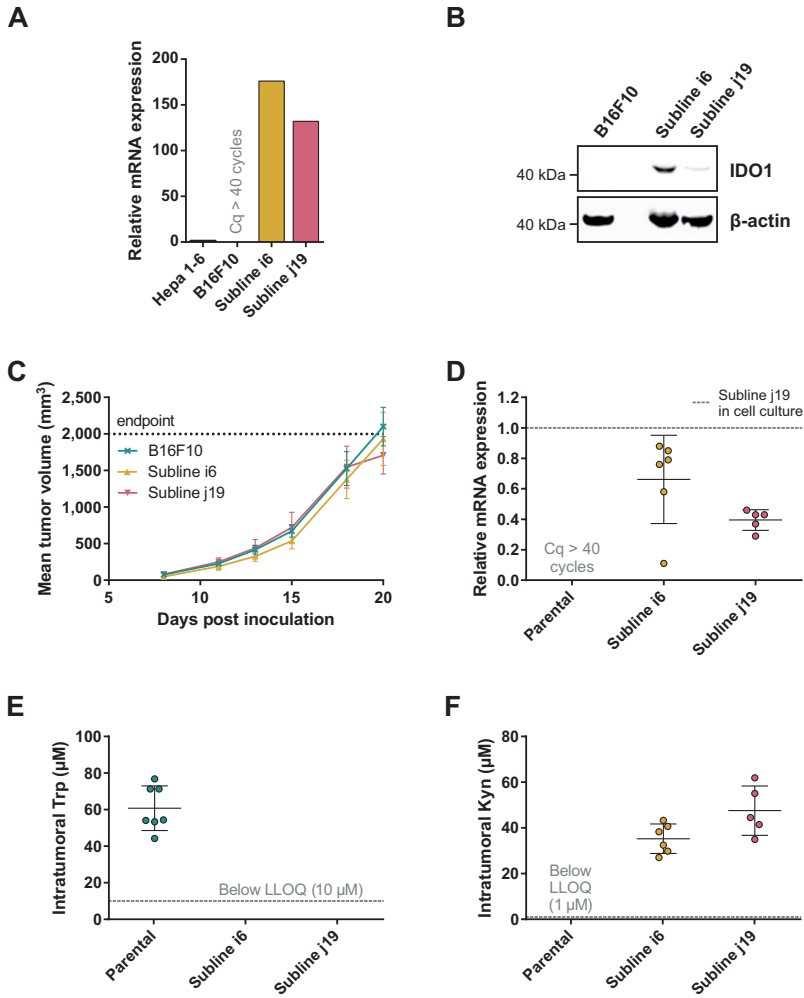 A
Relative mRNA expression
200
150
100
50
0
Cq > 40 cycles
Hepa 1-6
B16F10
Subline i6
Subline j19
B
B16F10
Subline i6
Subline j19
40 kDa
IDO1
40 kDa
β-actin
C
Mean tumor volume (mm³)
2,500
2,000
1,500
1,000
500
0
endpoint
B16F10
Subline i6
Subline j19
5
10
15
20
Days post inoculation
D
Relative mRNA expression
1.2
1.0
0.8
0.6
0.4
0.2
0.0
Subline j19
in cell culture
Cq > 40
cycles
Parental
Subline i6
Subline j19
E
Intratumoral Trp (µM)
100
80
60
40
20
0
Below LLOQ (10 µM)
Parental
Subline i6
Subline j19
F
Intratumoral Kyn (µM)
80
60
40
20
0
Below
LLOQ
(1 µM)
Parental
Subline i6
Subline j19